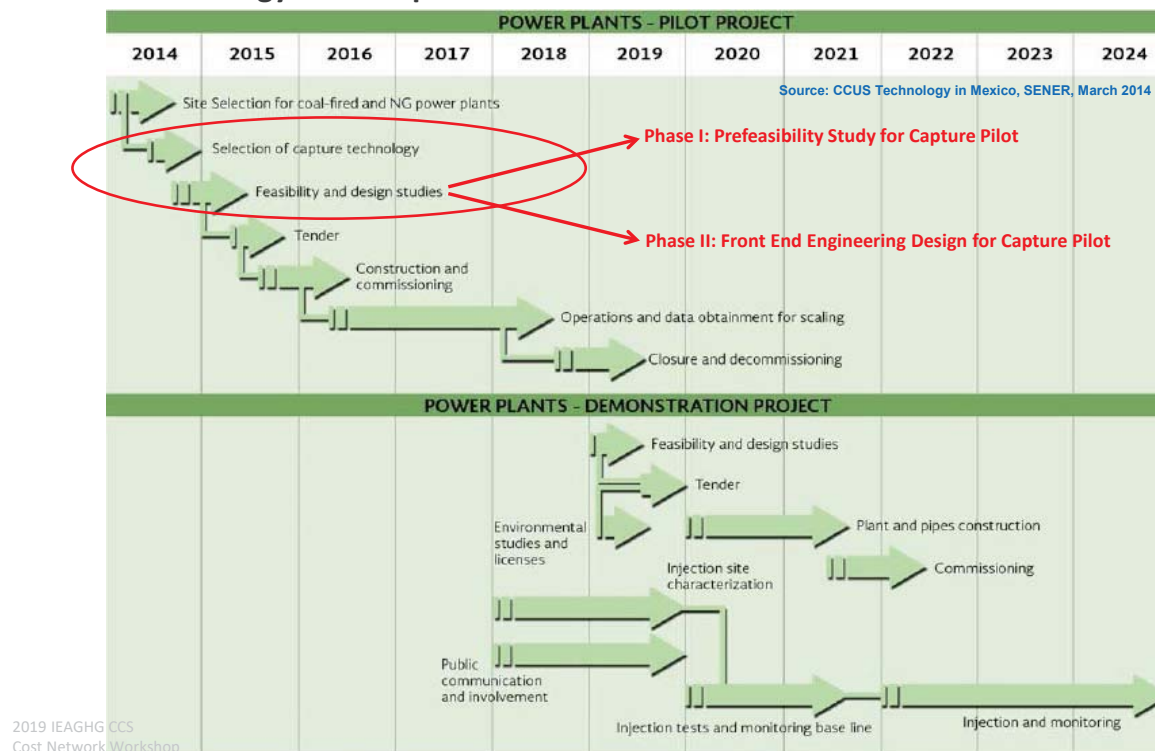 POWER PLANTS - PILOT PROJECT
2014 2015 2016 2017 2018 2019 2020 2021 2022 2023 2024
Source: CCUS Technology in Mexico, SENER, March 2014
Site Selection for coal-fired and NG power plants
Phase I: Prefeasibility Study for Capture Pilot
Selection of capture technology
Feasibility and design studies
Tender
Phase II: Front End Engineering Design for Capture Pilot
Construction and
commissioning
Operations and data obtainment for scaling
Closure and decommissioning
POWER PLANTS - DEMONSTRATION PROJECT
Feasibility and design studies
Tender
Environmental
studies and
licenses
Plant and pipes construction
Injection site
characterization
Commissioning
Public
communication
and involvement
Injection tests and monitoring base line
Injection and monitoring
2019 IEAGHG CCS
Cost Network Workshop